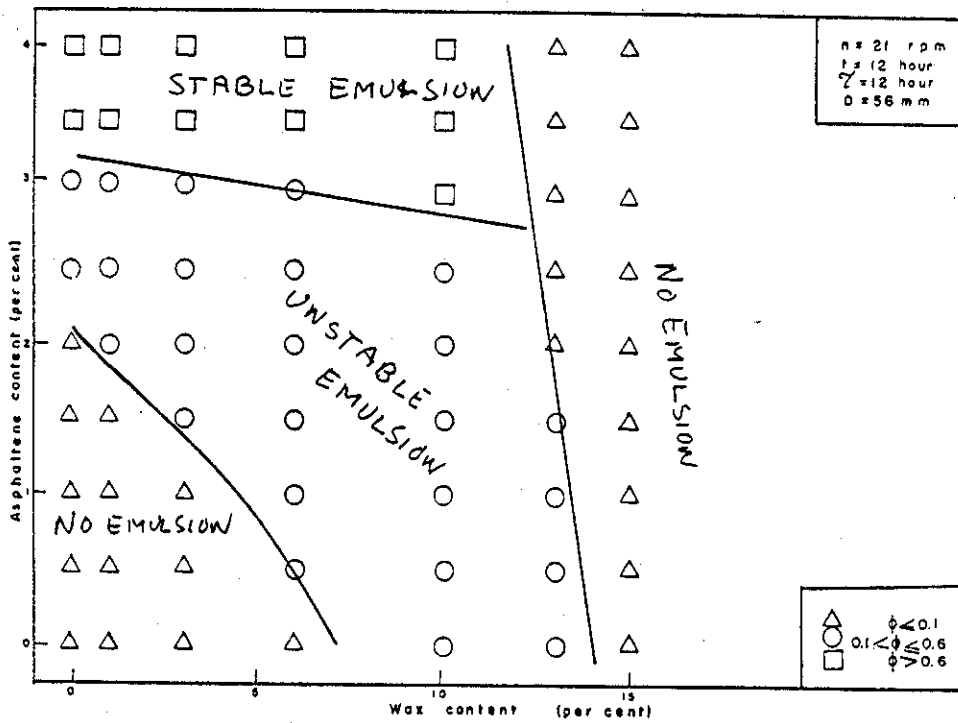 4
3
2
1
0
Asphaltene content (per cent)
STABLE EMULSION
UNSTABLE
EMULSION
NO EMULSION
NO EMULSION
n = 21 rpm
t = 12 hour
τ = 12 hour
D = 56 mm
△ ϕ ≤ 0.1
○ 0.1 < ϕ ≤ 0.6
□ ϕ > 0.6
0 5 10 15
Wax content (per cent)